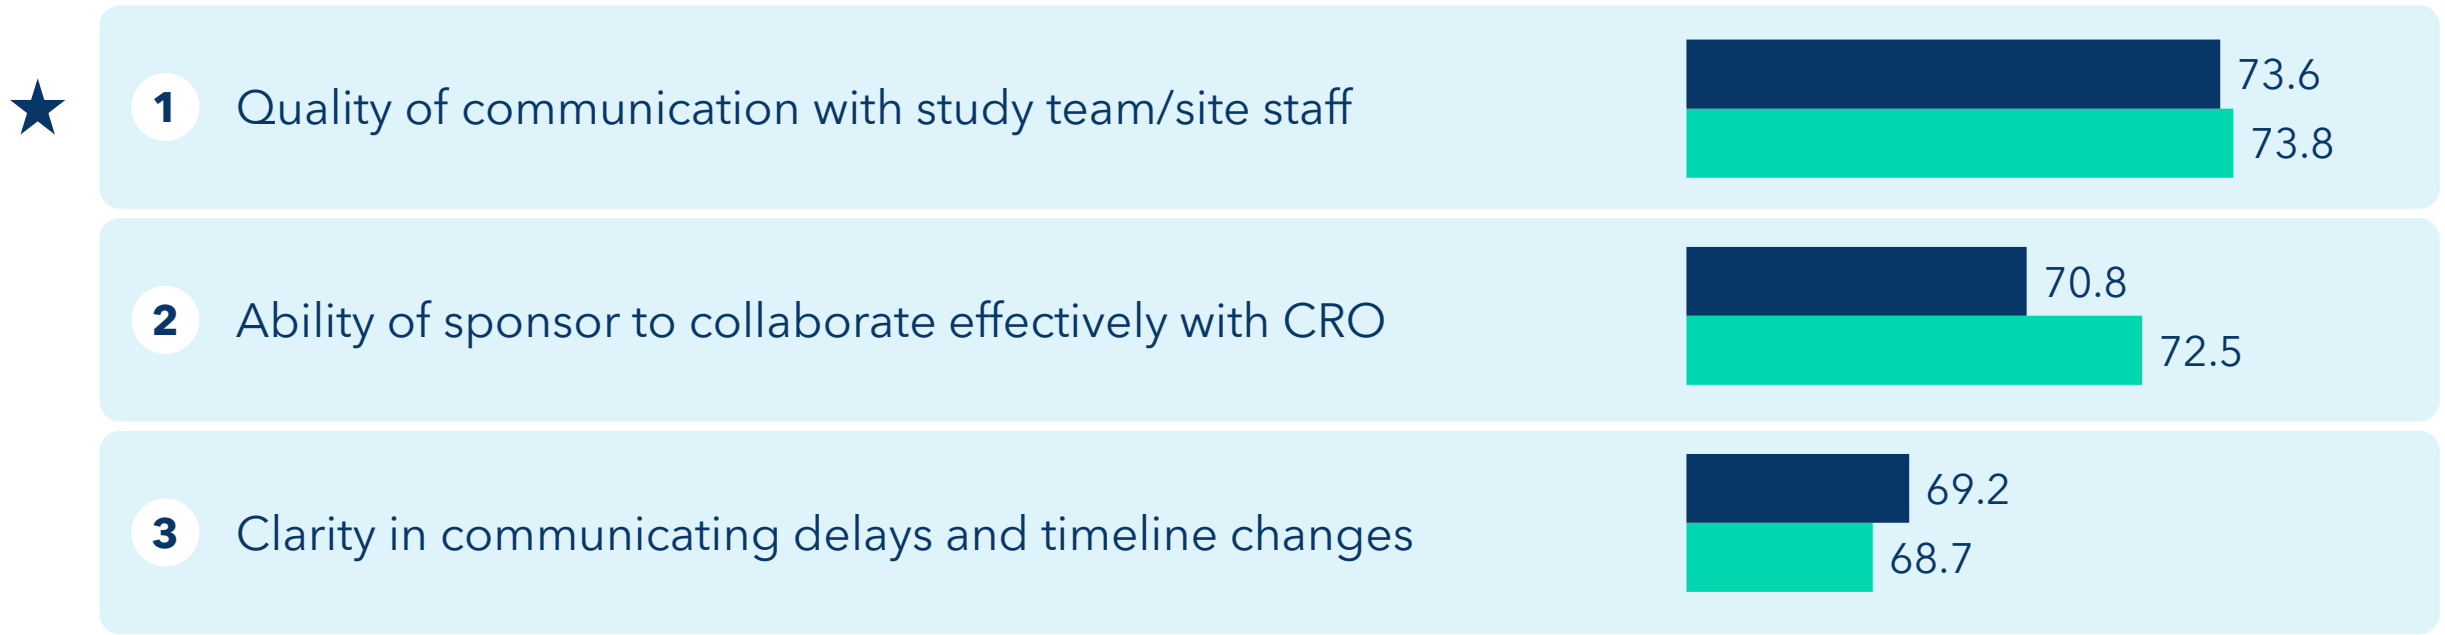 1 Quality of communication with study team/site staff
73.6
73.8
2 Ability of sponsor to collaborate effectively with CRO
70.8
72.5
3 Clarity in communicating delays and timeline changes
69.2
68.7